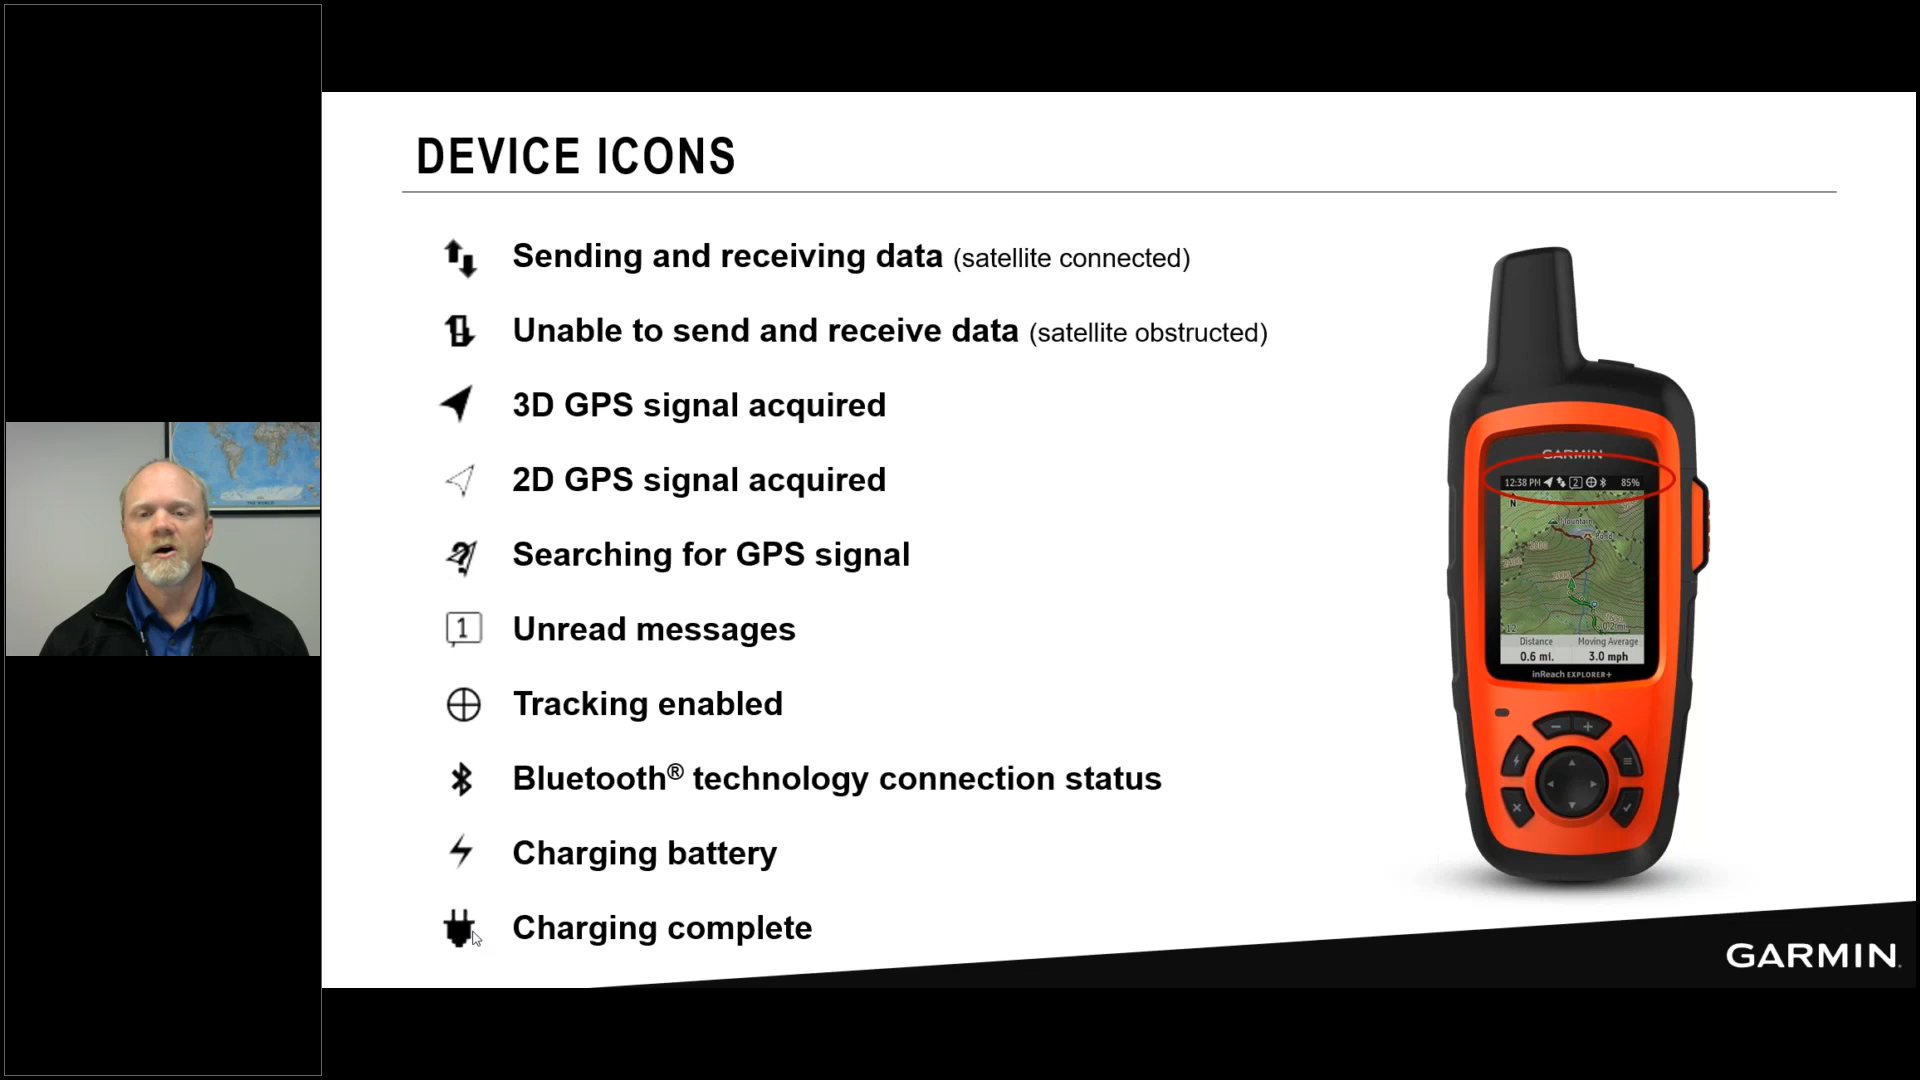 DEVICE ICONS
Sending and receiving data (satellite connected)
Unable to send and receive data (satellite obstructed)
3D GPS signal acquired
2D GPS signal acquired
Searching for GPS signal
1 Unread messages
Tracking enabled
Bluetooth® technology connection status
Charging battery
Charging complete
GARMIN
12:38 PM 2 85%
N
Mountain
Distance Moving Average
0.6 mi. 3.0 mph
inReach EXPLORER+
GARMIN.
THE WORLD